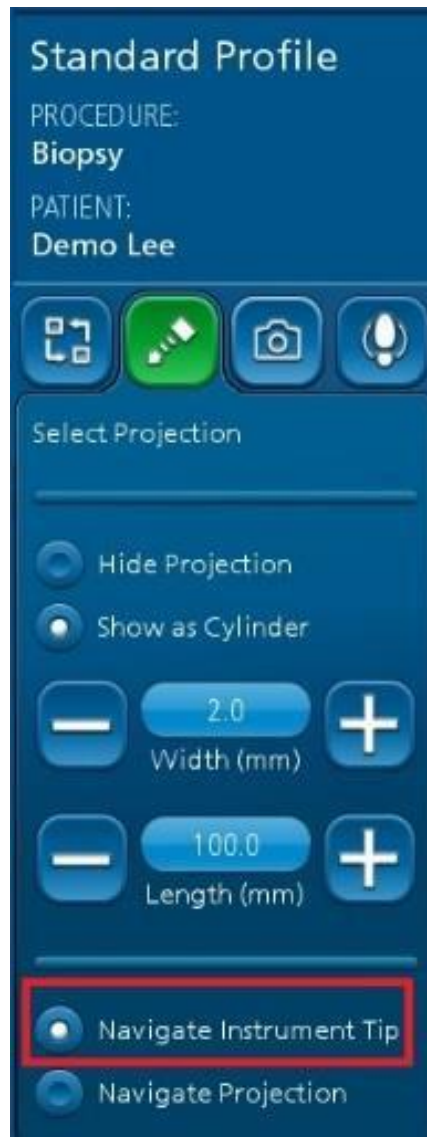 Standard Profile
PROCEDURE:
Biopsy
PATIENT:
Demo Lee
Select Projection
Hide Projection
Show as Cylinder
2.0
Width (mm)
100.0
Length (mm)
Navigate Instrument Tip
Navigate Projection